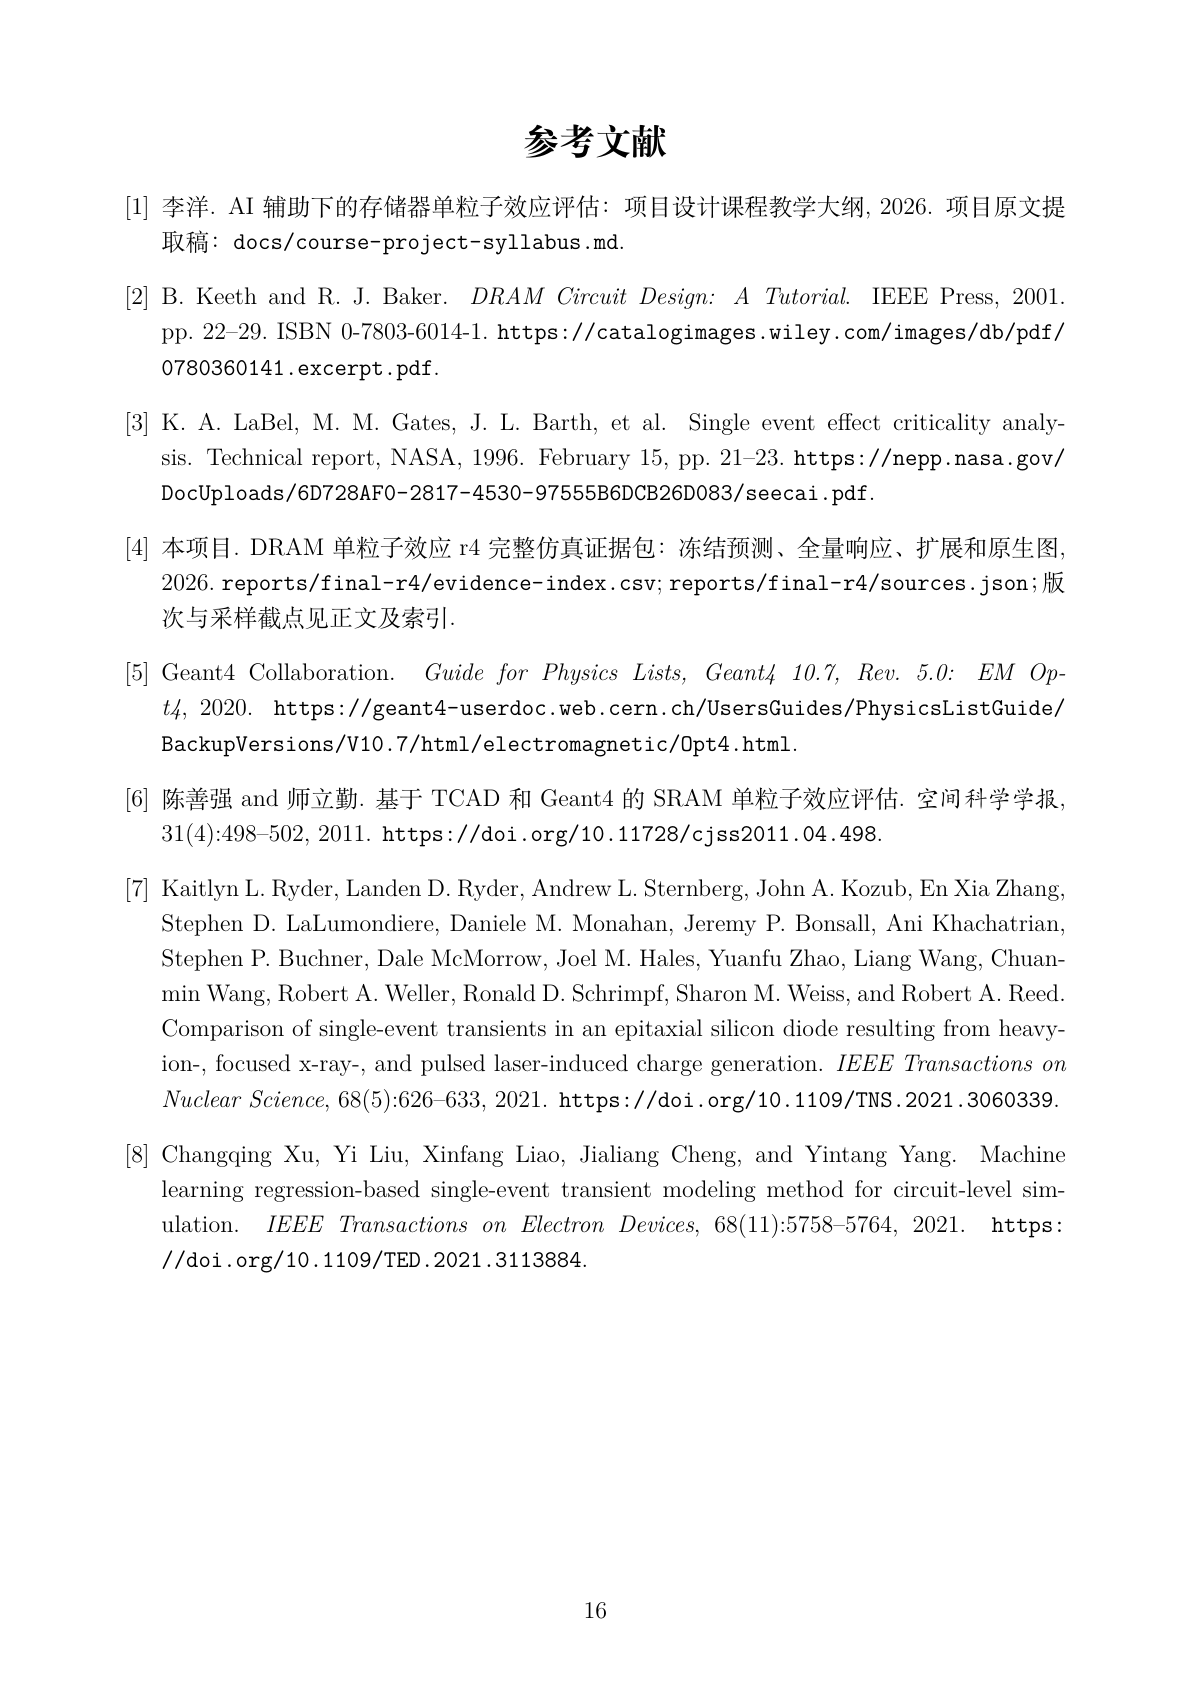 参考文献
[1] 李洋. AI 辅助下的存储器单粒子效应评估：项目设计课程教学大纲, 2026. 项目原文提
取稿：docs/course-project-syllabus.md.
[2] B. Keeth and R. J. Baker. DRAM Circuit Design: A Tutorial. IEEE Press, 2001.
pp. 22–29. ISBN 0-7803-6014-1. https://catalogimages.wiley.com/images/db/pdf/
0780360141.excerpt.pdf.
[3] K. A. LaBel, M. M. Gates, J. L. Barth, et al. Single event effect criticality analy-
sis. Technical report, NASA, 1996. February 15, pp. 21–23. https://nepp.nasa.gov/
DocUploads/6D728AF0-2817-4530-97555B6DCB26D083/seecai.pdf.
[4] 本项目. DRAM 单粒子效应 r4 完整仿真证据包：冻结预测、全量响应、扩展和原生图,
2026. reports/final-r4/evidence-index.csv; reports/final-r4/sources.json；版
次与采样截点见正文及索引.
[5] Geant4 Collaboration. Guide for Physics Lists, Geant4 10.7, Rev. 5.0: EM Op-
t4, 2020. https://geant4-userdoc.web.cern.ch/UsersGuides/PhysicsListGuide/
BackupVersions/V10.7/html/electromagnetic/Opt4.html.
[6] 陈善强 and 师立勤. 基于 TCAD 和 Geant4 的 SRAM 单粒子效应评估. 空间科学学报,
31(4):498–502, 2011. https://doi.org/10.11728/cjss2011.04.498.
[7] Kaitlyn L. Ryder, Landen D. Ryder, Andrew L. Sternberg, John A. Kozub, En Xia Zhang,
Stephen D. LaLumondiere, Daniele M. Monahan, Jeremy P. Bonsall, Ani Khachatrian,
Stephen P. Buchner, Dale McMorrow, Joel M. Hales, Yuanfu Zhao, Liang Wang, Chuan-
min Wang, Robert A. Weller, Ronald D. Schrimpf, Sharon M. Weiss, and Robert A. Reed.
Comparison of single-event transients in an epitaxial silicon diode resulting from heavy-
ion-, focused x-ray-, and pulsed laser-induced charge generation. IEEE Transactions on
Nuclear Science, 68(5):626–633, 2021. https://doi.org/10.1109/TNS.2021.3060339.
[8] Changqing Xu, Yi Liu, Xinfang Liao, Jialiang Cheng, and Yintang Yang. Machine
learning regression-based single-event transient modeling method for circuit-level sim-
ulation. IEEE Transactions on Electron Devices, 68(11):5758–5764, 2021. https:
//doi.org/10.1109/TED.2021.3113884.
16